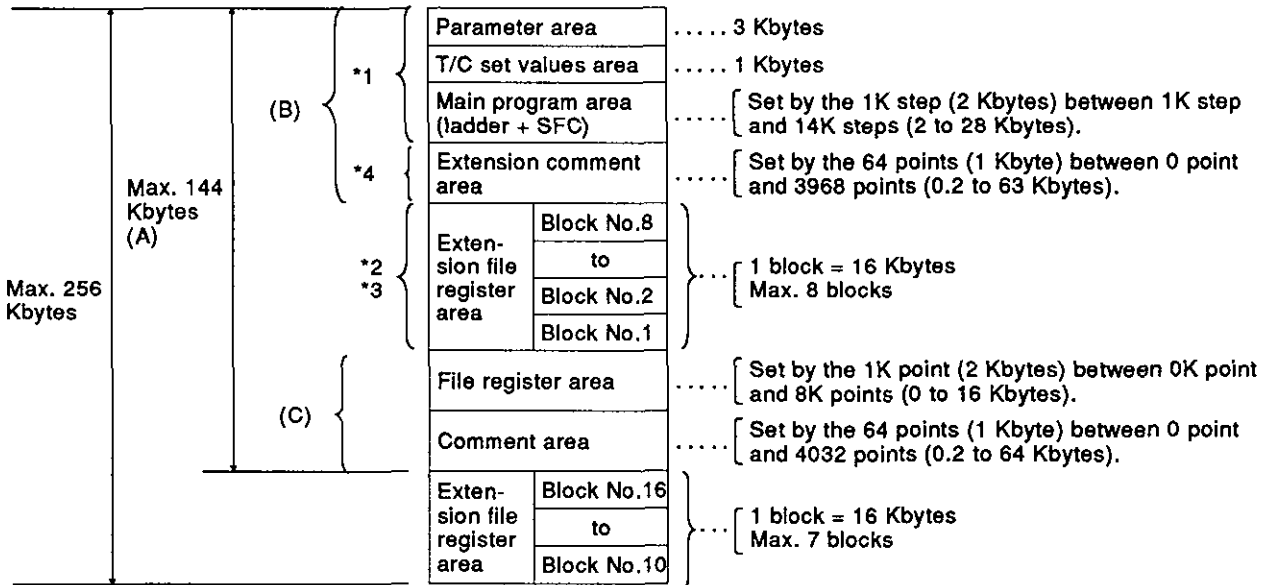 Parameter area ..... 3 Kbytes
T/C set values area ..... 1 Kbytes
*1
(B)
Main program area
(ladder + SFC)
..... Set by the 1K step (2 Kbytes) between 1K step
and 14K steps (2 to 28 Kbytes).
*4
Extension comment
area
..... Set by the 64 points (1 Kbyte) between 0 point
and 3968 points (0.2 to 63 Kbytes).
Max. 144
Kbytes
(A)
Max. 256
Kbytes
*2
*3
Exten-
sion file
register
area
Block No.8
to
Block No.2
Block No.1
.... 1 block = 16 Kbytes
Max. 8 blocks
(C)
File register area
..... Set by the 1K point (2 Kbytes) between 0K point
and 8K points (0 to 16 Kbytes).
Comment area
..... Set by the 64 points (1 Kbyte) between 0 point
and 4032 points (0.2 to 64 Kbytes).
Exten-
sion file
register
area
Block No.16
to
Block No.10
.... 1 block = 16 Kbytes
Max. 7 blocks